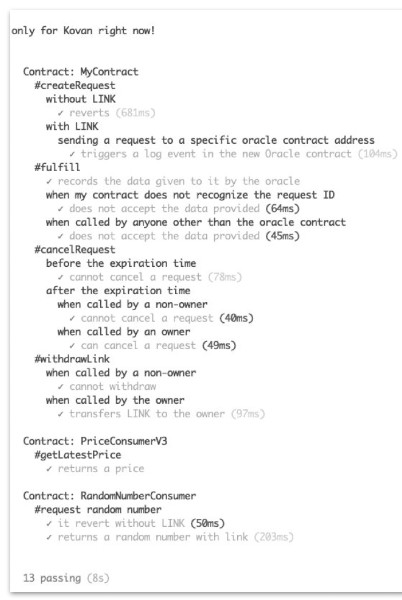 only for Kovan right now!
Contract: MyContract
#createRequest
without LINK
✓ reverts (681ms)
with LINK
sending a request to a specific oracle contract address
✓ triggers a log event in the new Oracle contract (104ms)
#fulfill
✓ records the data given to it by the oracle
when my contract does not recognize the request ID
✓ does not accept the data provided (64ms)
when called by anyone other than the oracle contract
✓ does not accept the data provided (45ms)
#cancelRequest
before the expiration time
✓ cannot cancel a request (78ms)
after the expiration time
when called by a non-owner
✓ cannot cancel a request (40ms)
when called by an owner
✓ can cancel a request (49ms)
#withdrawLink
when called by a non-owner
✓ cannot withdraw
when called by the owner
✓ transfers LINK to the owner (97ms)
Contract: PriceConsumerV3
#getLatestPrice
✓ returns a price
Contract: RandomNumberConsumer
#request random number
✓ it revert without LINK (50ms)
✓ returns a random number with link (203ms)
13 passing (8s)